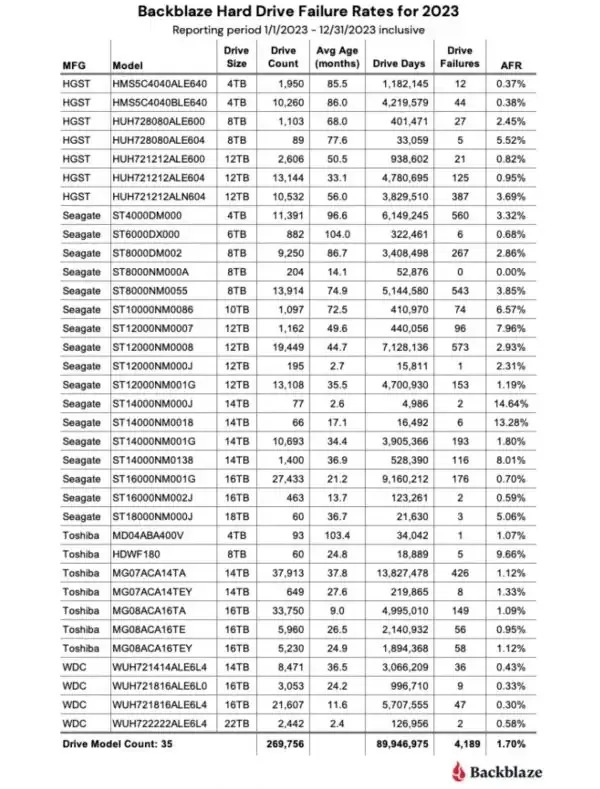 Backblaze Hard Drive Failure Rates for 2023
Reporting period 1/1/2023 - 12/31/2023 inclusive
MFG Model Drive Size Drive Count Avg Age (months) Drive Days Drive Failures AFR
HGST HMS5C4040ALE640 4TB 1,950 85.5 1,182,145 12 0.37%
HGST HMS5C4040BLE640 4TB 10,260 86.0 4,219,579 44 0.38%
HGST HUH728080ALE600 8TB 1,103 68.0 401,471 27 2.45%
HGST HUH728080ALE604 8TB 89 77.6 33,059 5 5.52%
HGST HUH721212ALE600 12TB 2,606 50.5 938,602 21 0.82%
HGST HUH721212ALE604 12TB 13,144 33.1 4,780,695 125 0.95%
HGST HUH721212ALN604 12TB 10,532 56.0 3,829,510 387 3.69%
Seagate ST4000DM000 4TB 11,391 96.6 6,149,245 560 3.32%
Seagate ST6000DX000 6TB 882 104.0 322,461 6 0.68%
Seagate ST8000DM002 8TB 9,250 86.7 3,408,498 267 2.86%
Seagate ST8000NM000A 8TB 204 14.1 52,876 0 0.00%
Seagate ST8000NM0055 8TB 13,914 74.9 5,144,580 543 3.85%
Seagate ST10000NM0086 10TB 1,097 72.5 410,970 74 6.57%
Seagate ST12000NM0007 12TB 1,162 49.6 440,056 96 7.96%
Seagate ST12000NM0008 12TB 19,449 44.7 7,128,136 573 2.93%
Seagate ST12000NM000J 12TB 195 2.7 15,811 1 2.31%
Seagate ST12000NM001G 12TB 13,108 35.5 4,700,930 153 1.19%
Seagate ST14000NM000J 14TB 77 2.6 4,986 2 14.64%
Seagate ST14000NM0018 14TB 66 17.1 16,492 6 13.28%
Seagate ST14000NM001G 14TB 10,693 34.4 3,905,366 193 1.80%
Seagate ST14000NM0138 14TB 1,400 36.9 528,390 116 8.01%
Seagate ST16000NM001G 16TB 27,433 21.2 9,160,212 176 0.70%
Seagate ST16000NM002J 16TB 463 13.7 123,261 2 0.59%
Seagate ST18000NM000J 18TB 60 36.7 21,630 3 5.06%
Toshiba MD04ABA400V 4TB 93 103.4 34,042 1 1.07%
Toshiba HDWF180 8TB 60 24.8 18,889 5 9.66%
Toshiba MG07ACA14TA 14TB 37,913 37.8 13,827,478 426 1.12%
Toshiba MG07ACA14TEY 14TB 649 27.6 219,865 8 1.33%
Toshiba MG08ACA16TA 16TB 33,750 9.0 4,995,010 149 1.09%
Toshiba MG08ACA16TE 16TB 5,960 26.5 2,140,932 56 0.95%
Toshiba MG08ACA16TEY 16TB 5,230 24.9 1,894,368 58 1.12%
WDC WUH721414ALE6L4 14TB 8,471 36.5 3,066,209 36 0.43%
WDC WUH721816ALE6L0 16TB 3,053 24.2 996,710 9 0.33%
WDC WUH721816ALE6L4 16TB 21,607 11.6 5,707,555 47 0.30%
WDC WUH722222ALE6L4 22TB 2,442 2.4 126,956 2 0.58%
Drive Model Count: 35 269,756 89,946,975 4,189 1.70%
Backblaze